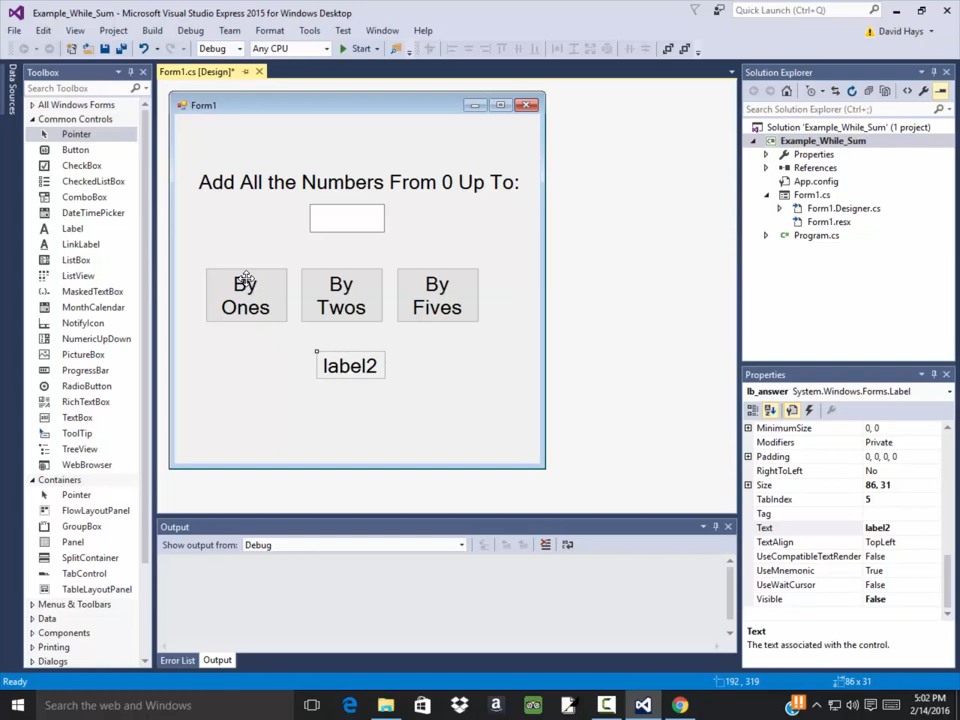 Example_While_Sum - Microsoft Visual Studio Express 2015 for Windows Desktop
Quick Launch (Ctrl+Q)
File Edit View Project Build Debug Team Format Tools Test Window Help
David Hays
Debug Any CPU Start
Data Sources
Toolbox
Search Toolbox
All Windows Forms
Common Controls
Pointer
Button
CheckBox
CheckedListBox
ComboBox
DateTimePicker
Label
LinkLabel
ListBox
ListView
MaskedTextBox
MonthCalendar
NotifyIcon
NumericUpDown
PictureBox
ProgressBar
RadioButton
RichTextBox
TextBox
ToolTip
TreeView
WebBrowser
Containers
Pointer
FlowLayoutPanel
GroupBox
Panel
SplitContainer
TabControl
TableLayoutPanel
Menus & Toolbars
Data
Components
Printing
Dialogs
Form1.cs [Design]*
Form1
Add All the Numbers From 0 Up To:
By Ones
By Twos
By Fives
label2
Output
Show output from: Debug
Error List Output
Solution Explorer
Search Solution Explorer (Ctrl+;)
Solution 'Example_While_Sum' (1 project)
Example_While_Sum
Properties
References
App.config
Form1.cs
Form1.Designer.cs
Form1.resx
Program.cs
Properties
lb_answer System.Windows.Forms.Label
MinimumSize 0, 0
Modifiers Private
Padding 0, 0, 0, 0
RightToLeft No
Size 86, 31
TabIndex 5
Tag
Text label2
TextAlign TopLeft
UseCompatibleTextRender False
UseMnemonic True
UseWaitCursor False
Visible False
Text
The text associated with the control.
Ready
192 , 319
86 x 31
Search the web and Windows
5:02 PM
2/14/2016